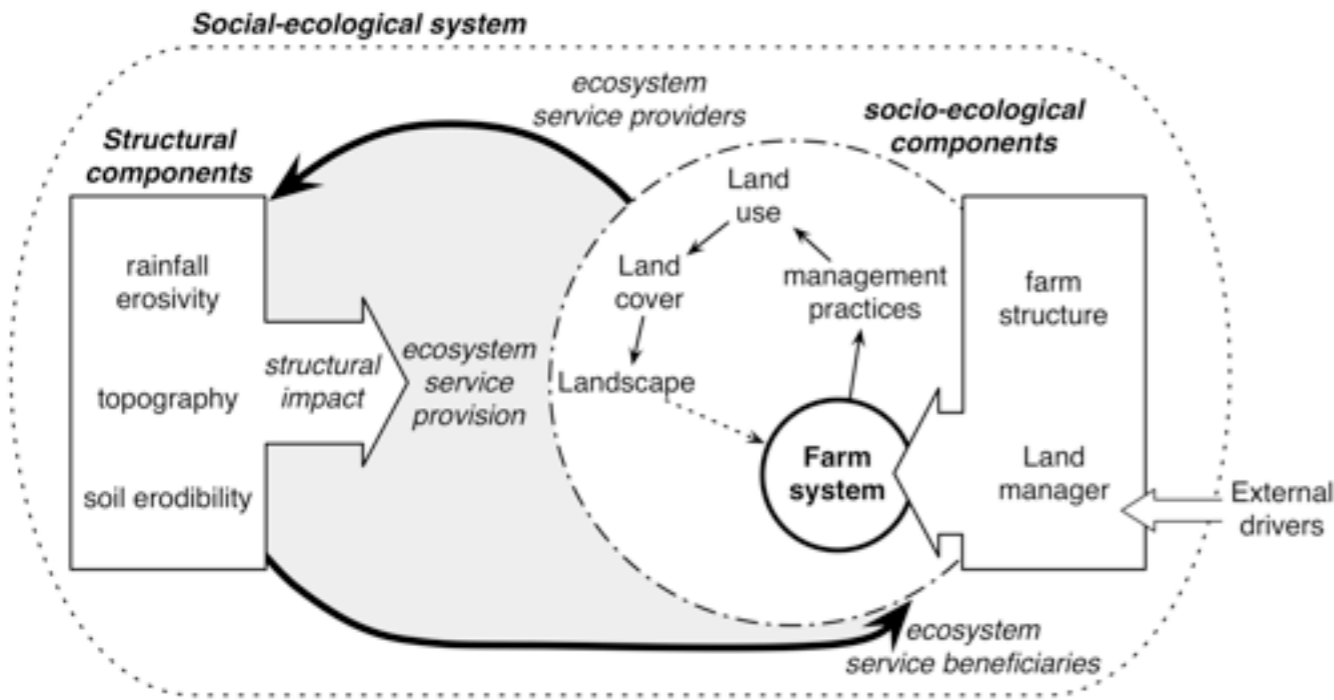 Social-ecological system
ecosystem
service providers
socio-ecological
components
Structural
components
rainfall
erosivity
topography
soil erodibility
structural
impact
ecosystem
service
provision
Land
use
Land
cover
Landscape
management
practices
Farm
system
farm
structure
Land
manager
External
drivers
ecosystem
service beneficiaries